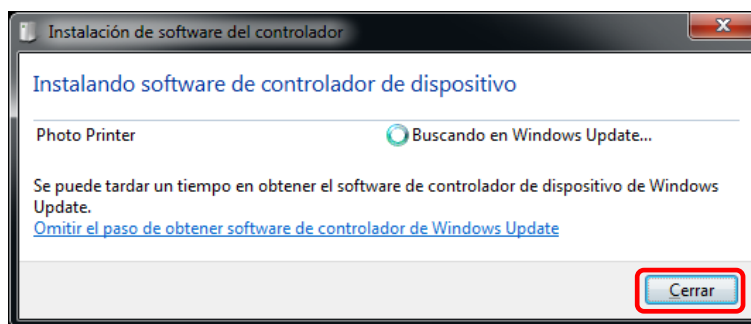 Instalación de software del controlador
Instalando software de controlador de dispositivo
Photo Printer Buscando en Windows Update...
Se puede tardar un tiempo en obtener el software de controlador de dispositivo de Windows
Update.
Omitir el paso de obtener software de controlador de Windows Update
Cerrar